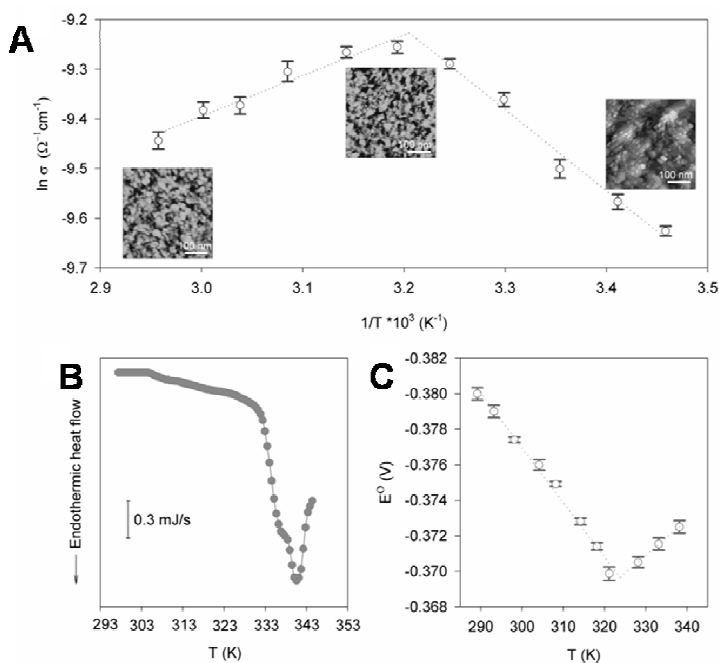 A
-9.2
-9.3
-9.4
-9.5
-9.6
-9.7
ln σ (Ω⁻¹cm⁻¹)
00 nm
100 nm
100 nm
2.9 3.0 3.1 3.2 3.3 3.4 3.5
1/T *10³ (K⁻¹)
B
Endothermic heat flow
0.3 mJ/s
293 303 313 323 333 343 353
T (K)
C
-0.382
-0.380
-0.378
-0.376
-0.374
-0.372
-0.370
-0.368
E⁰ (V)
290 300 310 320 330 340
T (K)